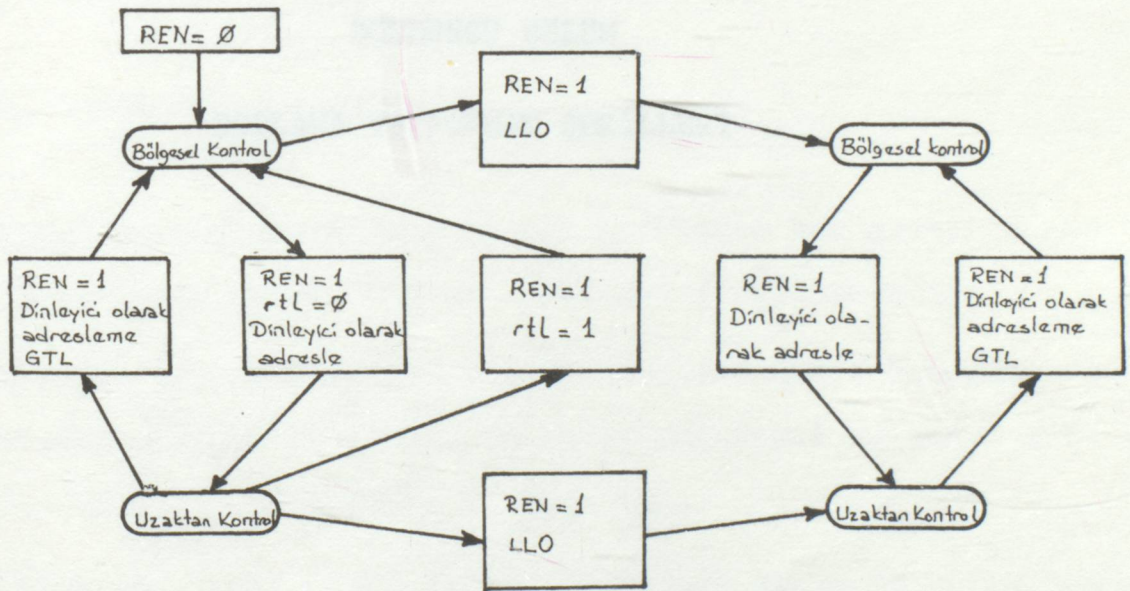 REN = Ø
REN = 1
LLO
Bölgesel Kontrol
Bölgesel kontrol
REN = 1
Dinleyici olarak
adresleme
GTL
REN = 1
rtl = Ø
Dinleyici olarak
adresle
REN = 1
rtl = 1
REN = 1
Dinleyici ola-
rak adresle
REN = 1
Dinleyici olarak
adresleme
GTL
Uzaktan Kontrol
REN = 1
LLO
Uzaktan Kontrol